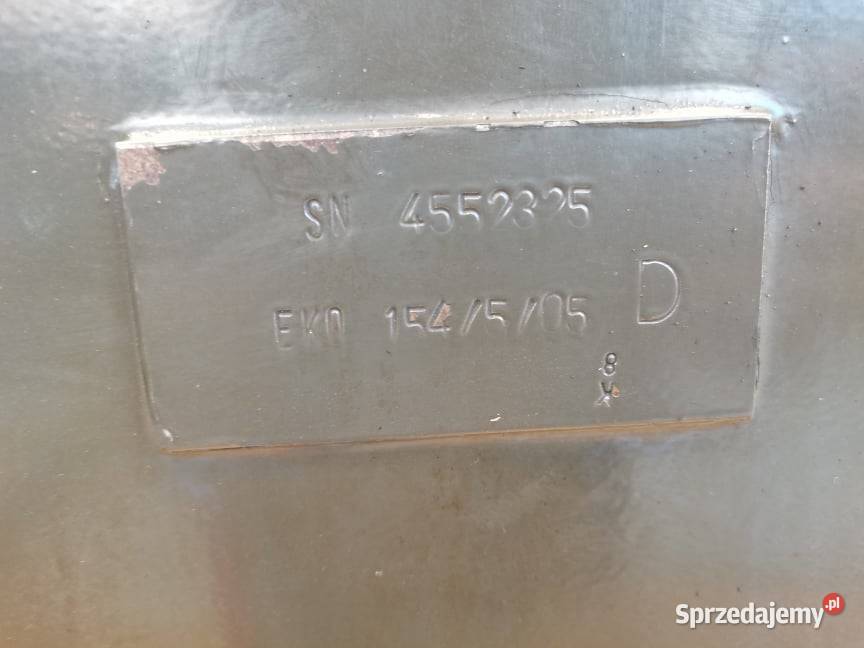 SN 4552325
EKO 154/5/05 D
8
X
Sprzedajemy.pl